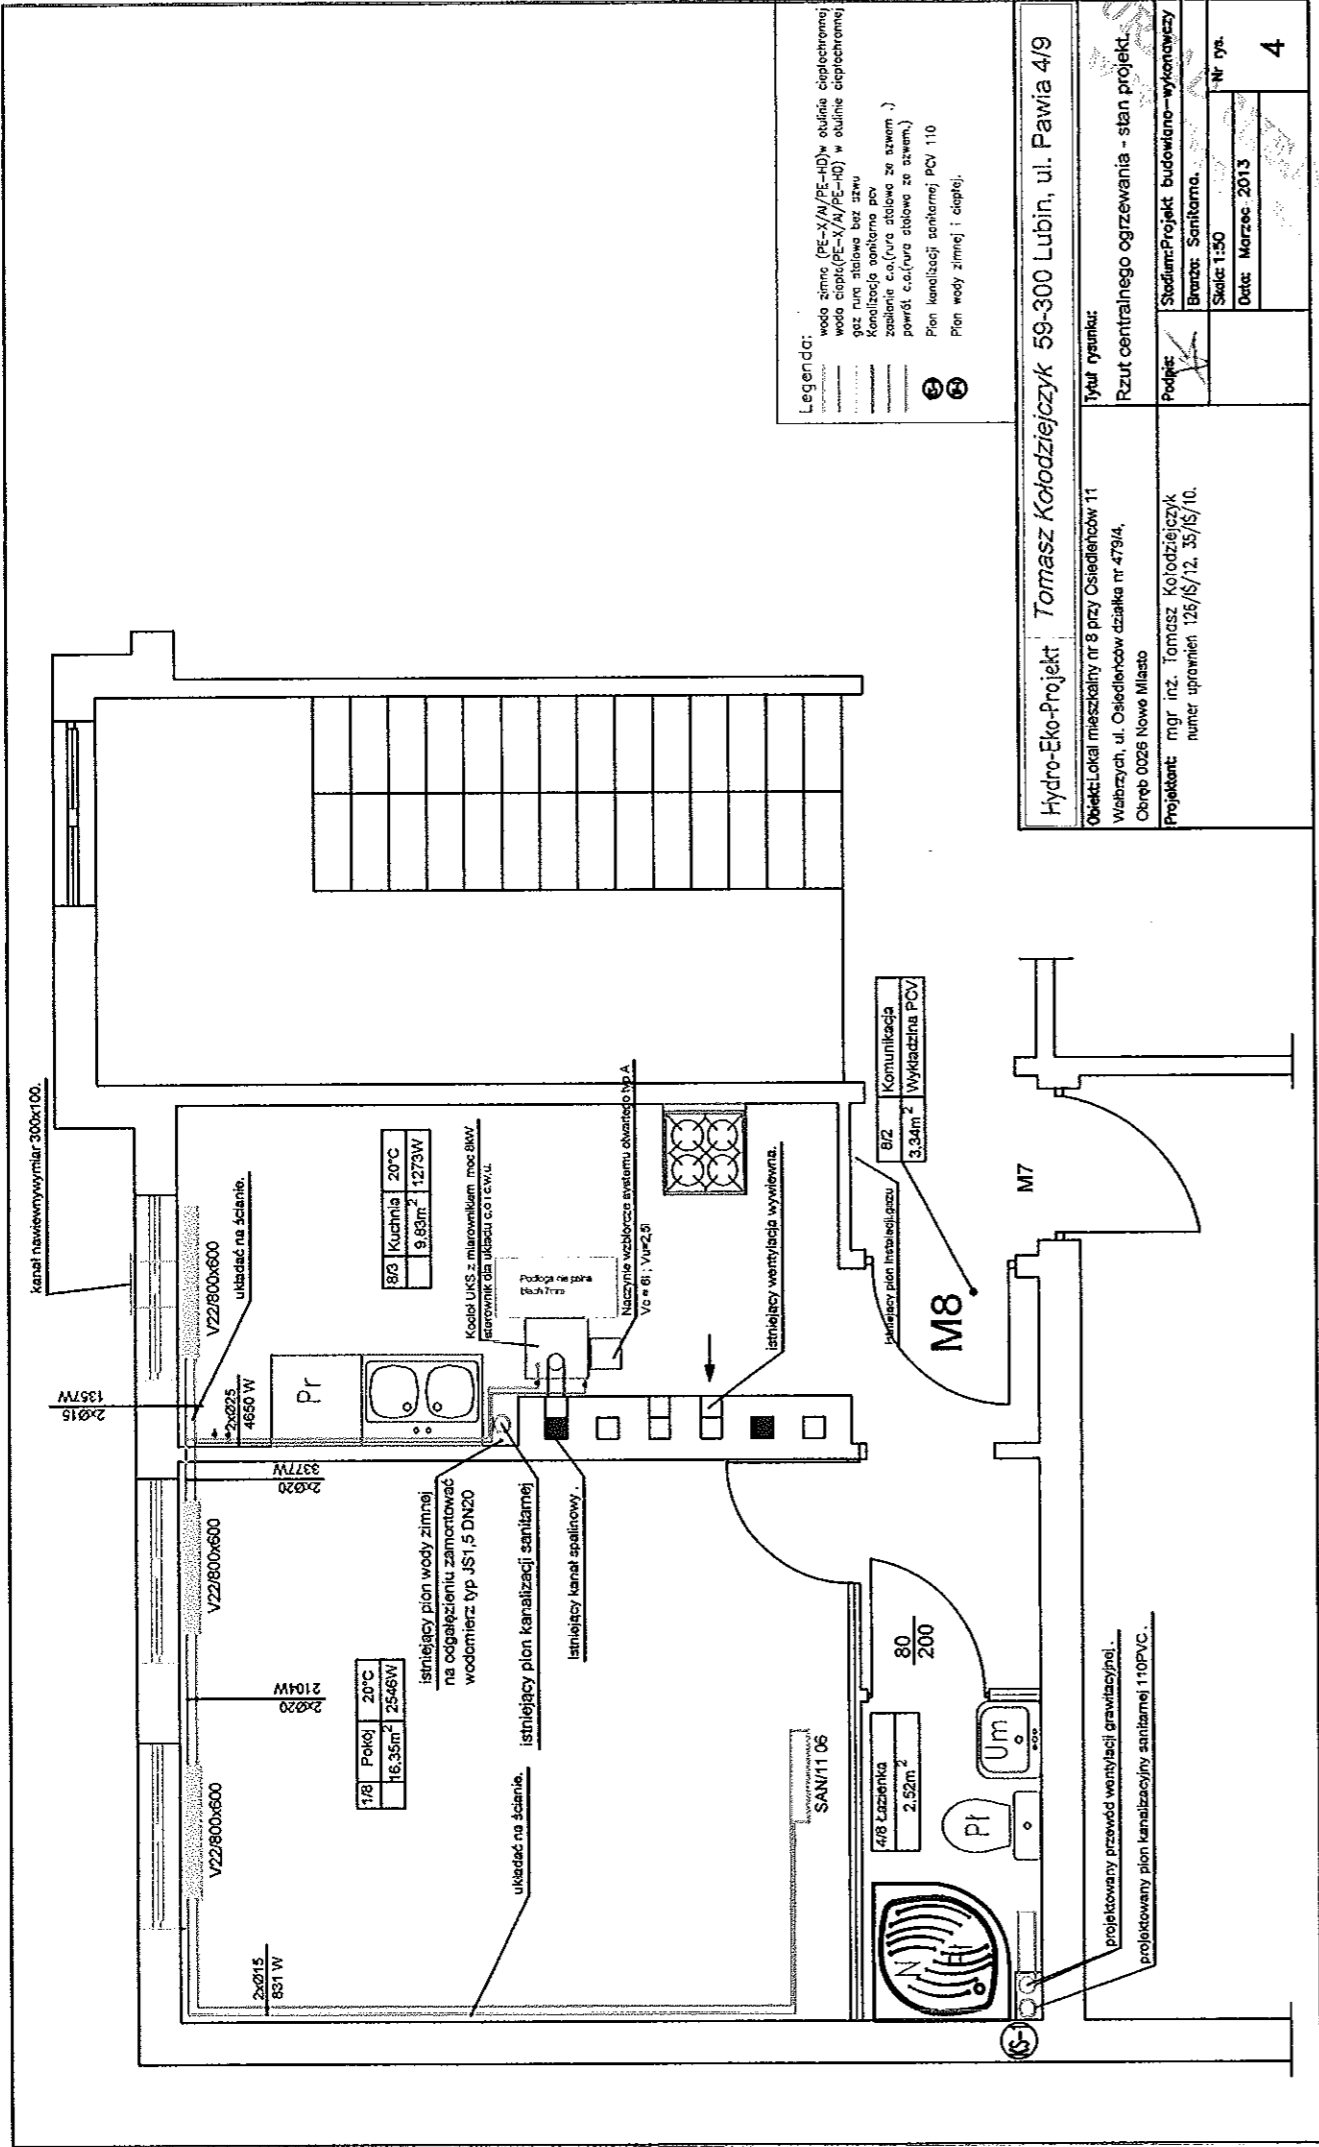 kanał nawiewnywymiar 300x100.
2xØ15
1357W
V22/800x600
układać na ścianie.
2xØ25
4650 W
Pr
8/3 Kuchnia 20°C
9,83m² 1273W
Kocioł UKS z miarownikiem moc 8kW
sterownik dla układu c.o i c.w.u.
Naczynie wzbiorcze systemu otwartego typ A
Vc = 6l ; Vu=2,5l
istniejący wentylacja wywiewna.
istniejący pion instalacji gazu
8/2 Komunikacja
3,34m² Wykładzina PCV
M8
M7
2xØ20
3377W
V22/800x600
2xØ20
2104W
V22/800x600
2xØ15
831 W
1/8 Pokój 20°C
16,35m² 2546W
istniejący pion wody zimnej
na odgałęzieniu zamontować
wodomierz typ JS1,5 DN20
istniejący pion kanalizacji sanitarnej
istniejący kanał spalinowy .
układać na ścianie.
SAN/11 06
80
200
4/8 Łazienka
2,52m²
Um
Pł
N
KS-1
projektowany przewód wentylacji grawitacyjnej .
projektowany pion kanalizacyjny sanitarnej 110PVC .
Legenda:
woda zimna (PE-X/Al/PE-HD)w otulinie ciepłochronnej
woda ciepła(PE-X/Al/PE-HD) w otulinie ciepłochronnej
gaz rura stalowa bez szwu
Kanalizacja sanitarna pcv
zasilanie c.o.(rura stalowa ze szwem .)
powrót c.o.(rura stalowa ze szwem.)
Pion kanalizacji sanitarnej PCV 110
Pion wody zimnej i ciepłej.
Hydro-Eko-Projekt Tomasz Kołodziejczyk 59-300 Lubin, ul. Pawia 4/9
Obiekt:Lokal mieszkalny nr 8 przy Osiedleńców 11
Wałbrzych, ul. Osiedleńców działka nr 479/4,
Obręb 0026 Nowe Miasto
Tytuł rysunku:
Rzut centralnego ogrzewania - stan projekt.
Projektant: mgr inż. Tomasz Kołodziejczyk
numer uprawnień 126/IŚ/12, 35/IŚ/10.
Podpis:
Stadium:Projekt budowlano-wykonawczy
Branża: Sanitarna.
Skala: 1:50
Data: Marzec 2013
Nr rys.
4